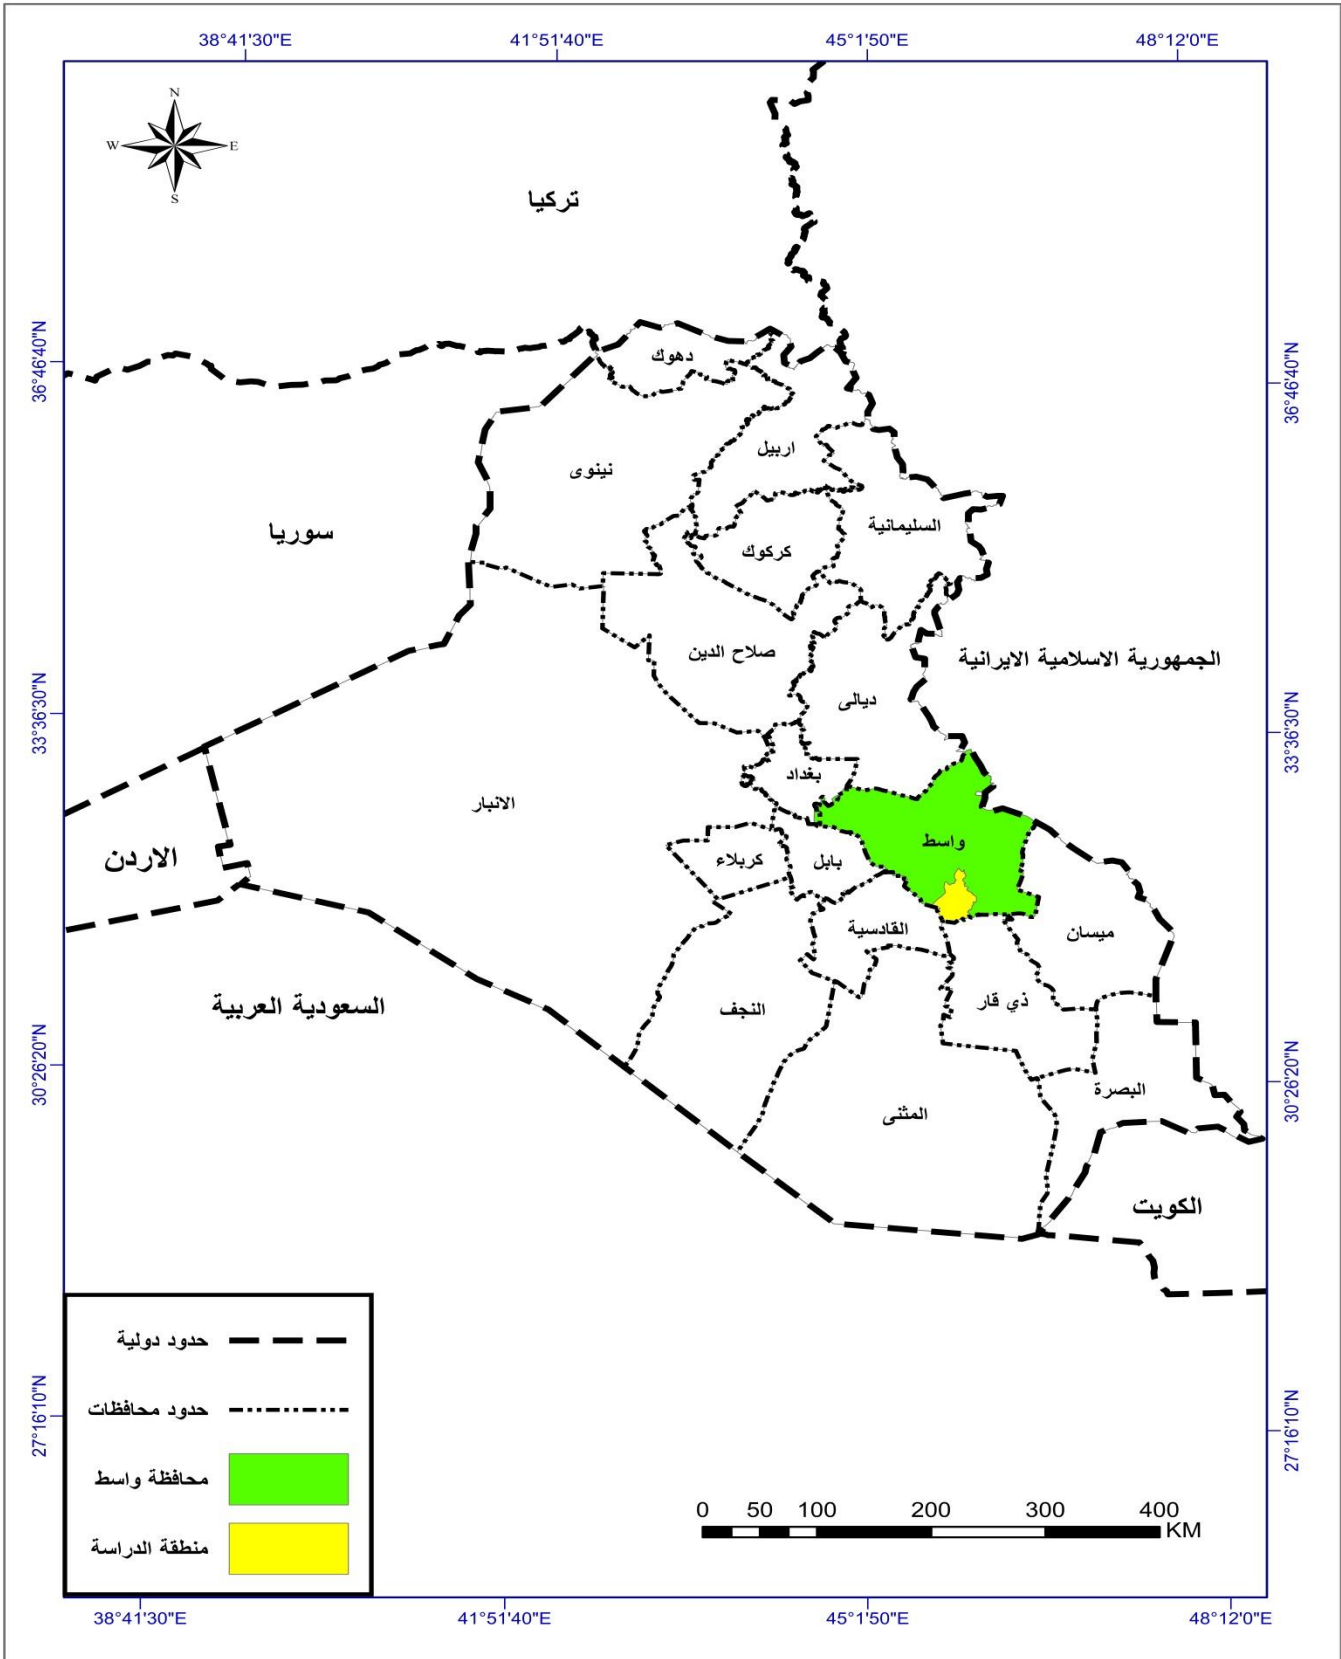 38°41'30"E
41°51'40"E
45°1'50"E
48°12'0"E
N
W
E
S
تركيا
36°46'40"N
36°46'40"N
دهوك
اربيل
نينوى
السليمانية
سوريا
كركوك
صلاح الدين
الجمهورية الاسلامية الايرانية
ديالى
33°36'30"N
33°36'30"N
بغداد
الانبار
واسط
الاردن
كربلاء
بابل
القادسية
ميسان
السعودية العربية
النجف
ذي قار
30°26'20"N
30°26'20"N
البصرة
المثنى
الكويت
حدود دولية
حدود محافظات
27°16'10"N
27°16'10"N
محافظة واسط
0 50 100 200 300 400
KM
منطقة الدراسة
38°41'30"E
41°51'40"E
45°1'50"E
48°12'0"E